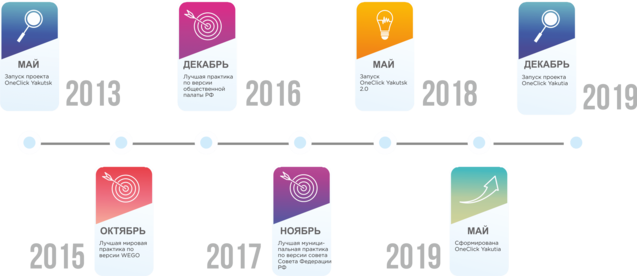 МАЙ
Запуск проекта
OneClick Yakutsk
2013
ДЕКАБРЬ
Лучшая практика
по версии
общественной
палаты РФ
2016
МАЙ
Запуск
OneClick Yakutsk
2.0
2018
ДЕКАБРЬ
Запуск проекта
OneClick Yakutia
2019
2015
ОКТЯБРЬ
Лучшая мировая
практика по
версии WEGO
2017
НОЯБРЬ
Лучшая муници-
пальная практика
по версии совета
Совета Федерации
РФ
2019
МАЙ
Сформирована
OneClick Yakutia